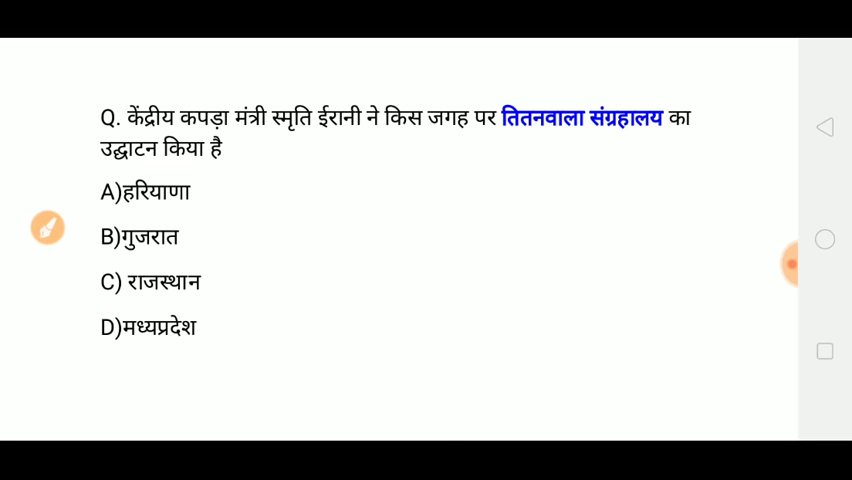 Q. केंद्रीय कपड़ा मंत्री स्मृति ईरानी ने किस जगह पर तितनवाला संग्रहालय का
उद्घाटन किया है
A)हरियाणा
B)गुजरात
C) राजस्थान
D)मध्यप्रदेश